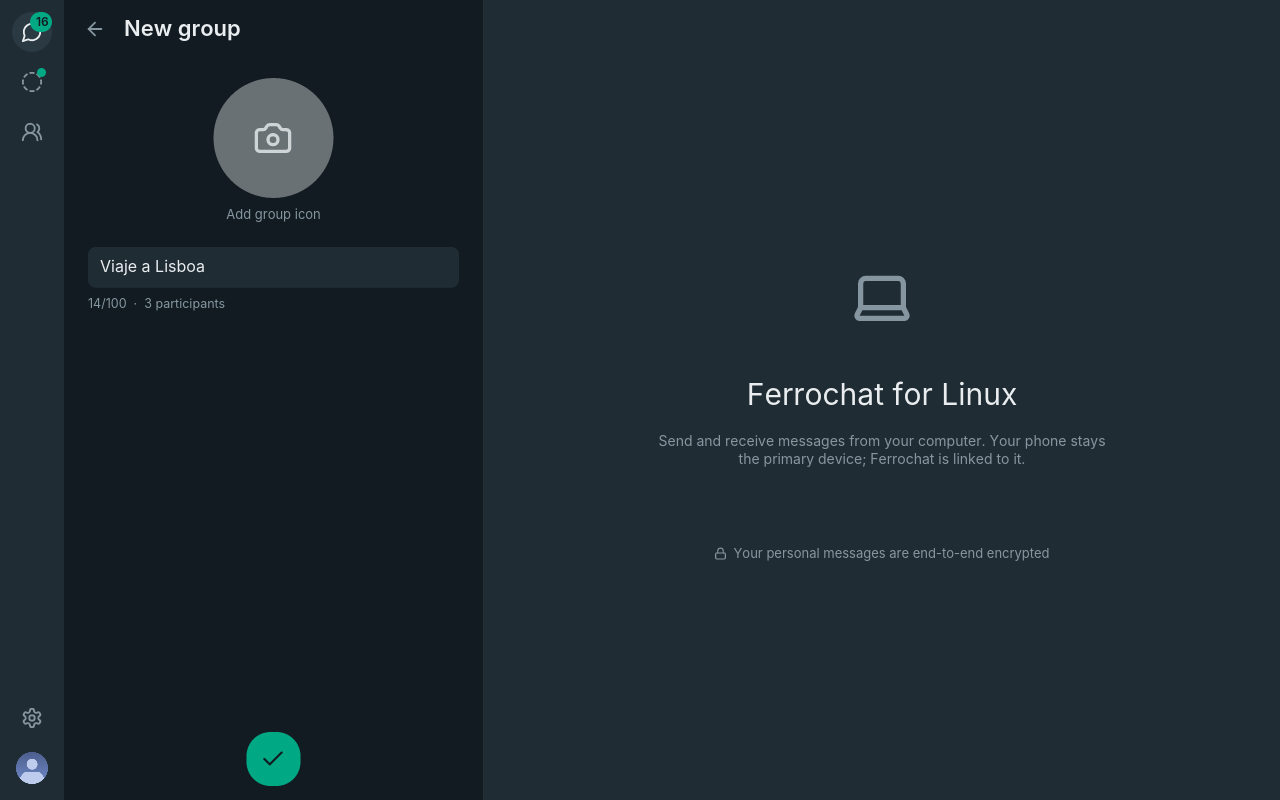 16
New group
Add group icon
Viaje a Lisboa
14/100 · 3 participants
Ferrochat for Linux
Send and receive messages from your computer. Your phone stays
the primary device; Ferrochat is linked to it.
Your personal messages are end-to-end encrypted